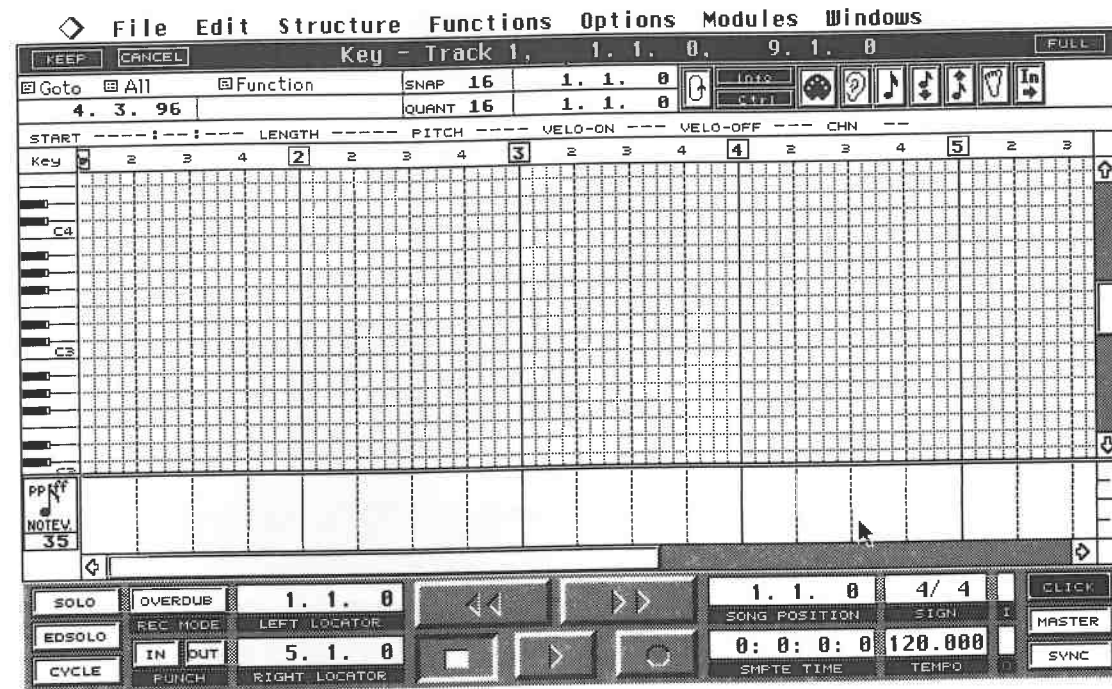 File Edit Structure Functions Options Modules Windows
KEEP CANCEL Key - Track 1, 1. 1. 0, 9. 1. 0 FULL
Goto All Function SNAP 16 1. 1. 0 Info In
4. 3. 96 QUANT 16 1. 1. 0
START -----:--:--- LENGTH ----- PITCH ---- VELO-ON --- VELO-OFF --- CHN --
Key 2 3 4 2 2 3 4 3 2 3 4 4 2 3 4 5 2 3
C4
C3
C2
pp ff
NOTEV.
35
SOLO OVERDUB 1. 1. 0 1. 1. 0 4/ 4 CLICK
REC MODE LEFT LOCATOR SONG POSITION SIGN I
EDSOLO MASTER
IN OUT 5. 1. 0 0: 0: 0: 0 120.000
CYCLE PUNCH RIGHT LOCATOR SMPTE TIME TEMPO O SYNC